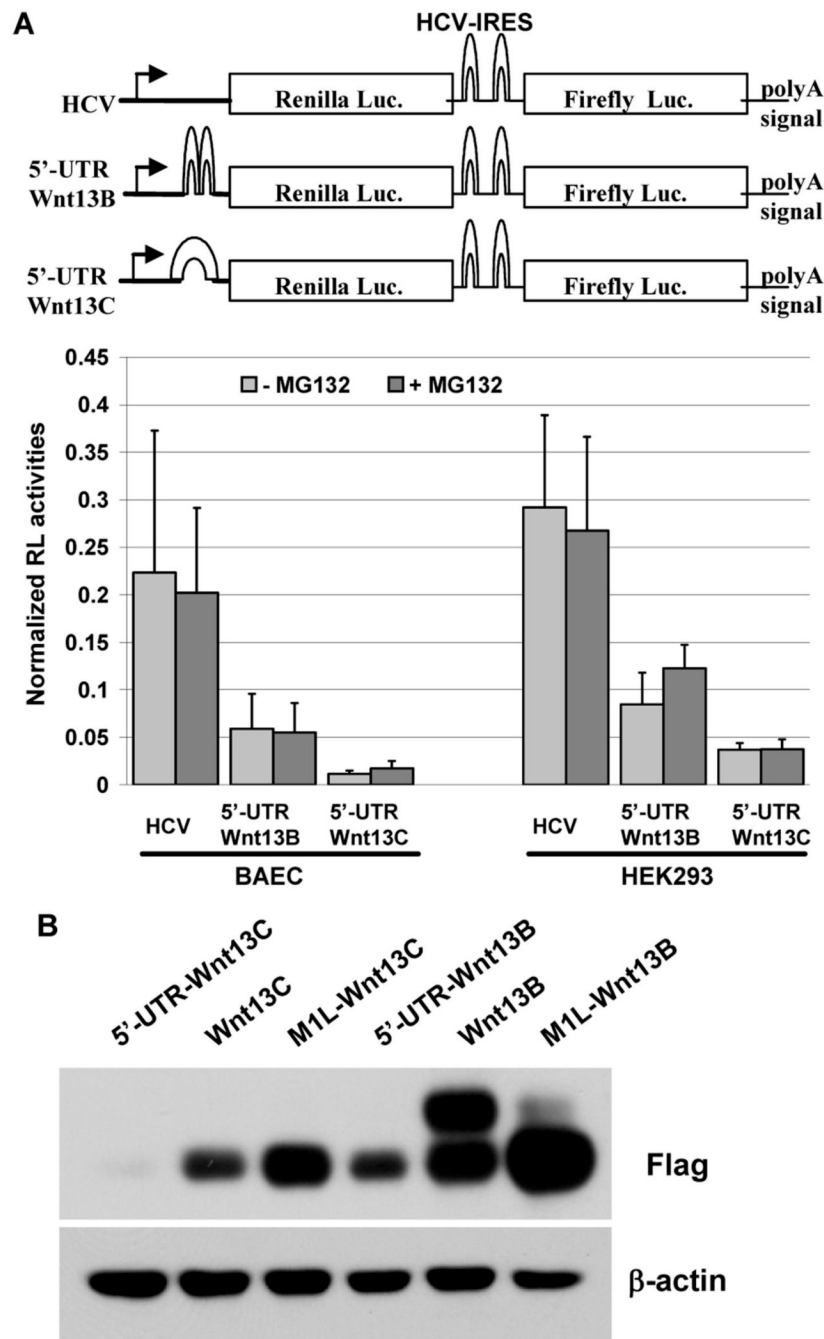 A
HCV-IRES
HCV
Renilla Luc.
Firefly Luc.
polyA
signal
5'-UTR
Wnt13B
Renilla Luc.
Firefly Luc.
polyA
signal
5'-UTR
Wnt13C
Renilla Luc.
Firefly Luc.
polyA
signal
Normalized RL activities
0.45
0.4
0.35
0.3
0.25
0.2
0.15
0.1
0.05
0
- MG132
+ MG132
HCV
5'-UTR
Wnt13B
5'-UTR
Wnt13C
HCV
5'-UTR
Wnt13B
5'-UTR
Wnt13C
BAEC
HEK293
B
5'-UTR-Wnt13C
Wnt13C
M1L-Wnt13C
5'-UTR-Wnt13B
Wnt13B
M1L-Wnt13B
Flag
β-actin